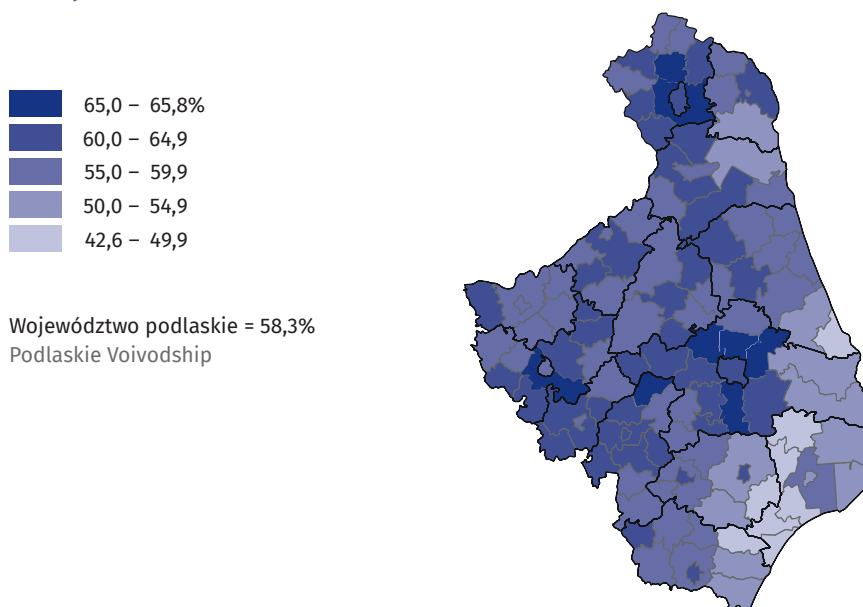 65,0 – 65,8%
60,0 – 64,9
55,0 – 59,9
50,0 – 54,9
42,6 – 49,9
Województwo podlaskie = 58,3%
Podlaskie Voivodship